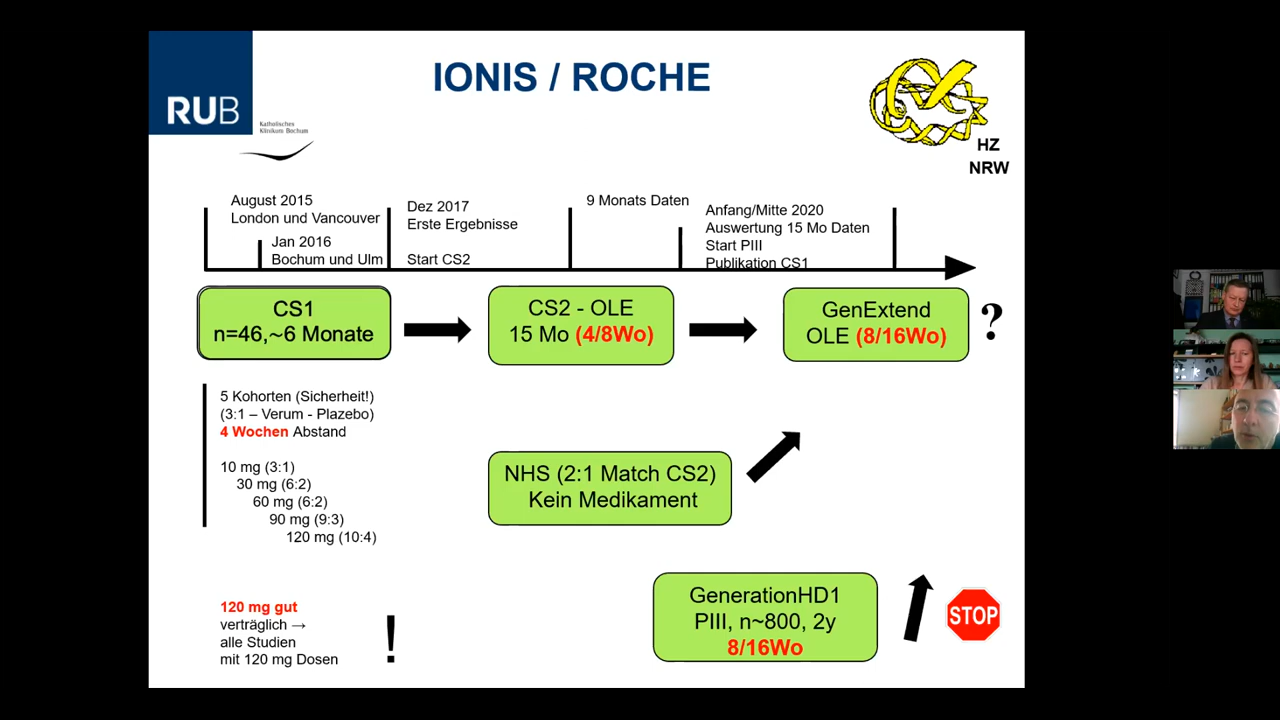 IONIS / ROCHE
RUB
Katholisches
Klinikum Bochum
HZ
NRW
August 2015
London und Vancouver
Jan 2016
Bochum und Ulm
Dez 2017
Erste Ergebnisse
Start CS2
9 Monats Daten
Anfang/Mitte 2020
Auswertung 15 Mo Daten
Start PIII
Publikation CS1
CS1
n=46,~6 Monate
CS2 - OLE
15 Mo (4/8Wo)
GenExtend
OLE (8/16Wo)
?
5 Kohorten (Sicherheit!)
(3:1 – Verum - Plazebo)
4 Wochen Abstand
10 mg (3:1)
30 mg (6:2)
60 mg (6:2)
90 mg (9:3)
120 mg (10:4)
NHS (2:1 Match CS2)
Kein Medikament
GenerationHD1
PIII, n~800, 2y
8/16Wo
STOP
120 mg gut
verträglich →
alle Studien
mit 120 mg Dosen
!